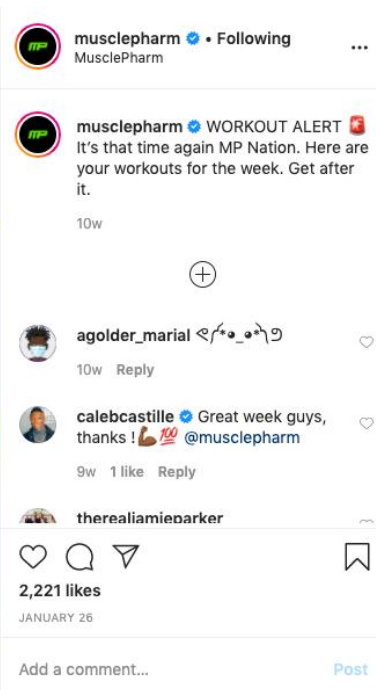 musclepharm • Following
MusclePharm
musclepharm WORKOUT ALERT 🚨
It's that time again MP Nation. Here are
your workouts for the week. Get after
it.
10w
agolder_marial ᕙ(˵*◕_◕*˵)ᕗ
10w Reply
calebcastille Great week guys,
thanks !💪🏾💯 @musclepharm
9w 1 like Reply
therealjamieparker
2,221 likes
JANUARY 26
Add a comment... Post